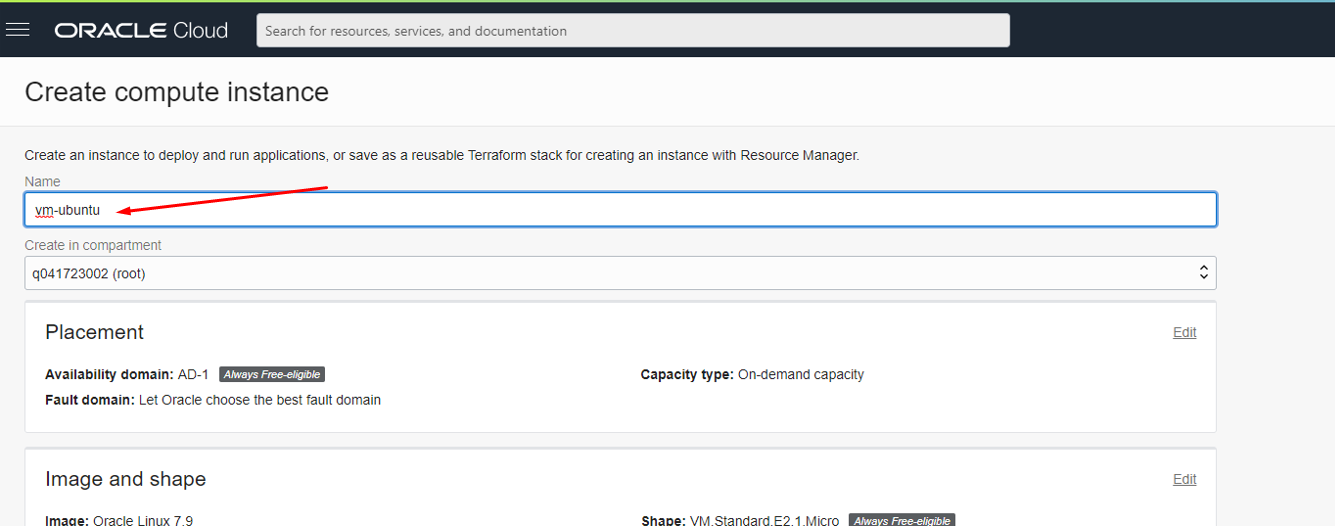 ORACLE Cloud
Search for resources, services, and documentation
Create compute instance
Create an instance to deploy and run applications, or save as a reusable Terraform stack for creating an instance with Resource Manager.
Name
vm-ubuntu
Create in compartment
q041723002 (root)
Placement
Edit
Availability domain: AD-1 Always Free-eligible
Capacity type: On-demand capacity
Fault domain: Let Oracle choose the best fault domain
Image and shape
Edit
Image: Oracle Linux 7.9
Shape: VM.Standard.E2.1.Micro Always Free-eligible